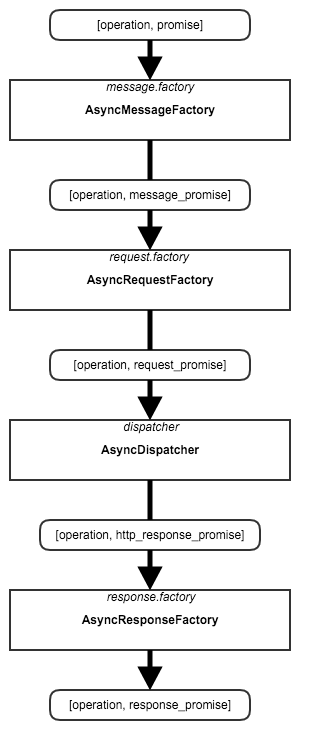 [operation, promise]
message.factory
AsyncMessageFactory
[operation, message_promise]
request.factory
AsyncRequestFactory
[operation, request_promise]
dispatcher
AsyncDispatcher
[operation, http_response_promise]
response.factory
AsyncResponseFactory
[operation, response_promise]